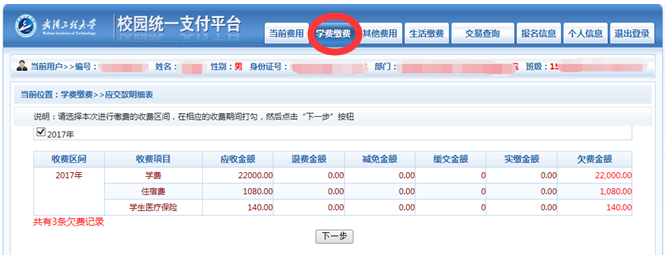 武汉工程大学 校园统一支付平台
Wuhan Institute of Technology
当前费用 学费缴费 其他费用 生活缴费 交易查询 报名信息 个人信息 退出登录
当前用户>>编号： 姓名： 性别：男 身份证号： 部门： 班级：15
当前位置：学费缴费>>应交款明细表
说明：请选择本次进行缴费的收费区间，在相应的收费期间打勾，然后点击“下一步”按钮
2017年
收费区间 收费项目 应收金额 退费金额 减免金额 缓交金额 实缴金额 欠费金额
2017年 学费 22000.00 0.00 0.00 0.00 0.00 22,000.00
住宿费 1080.00 0.00 0.00 0.00 0.00 1,080.00
学生医疗保险 140.00 0.00 0.00 0.00 0.00 140.00
共有3条欠费记录
下一步